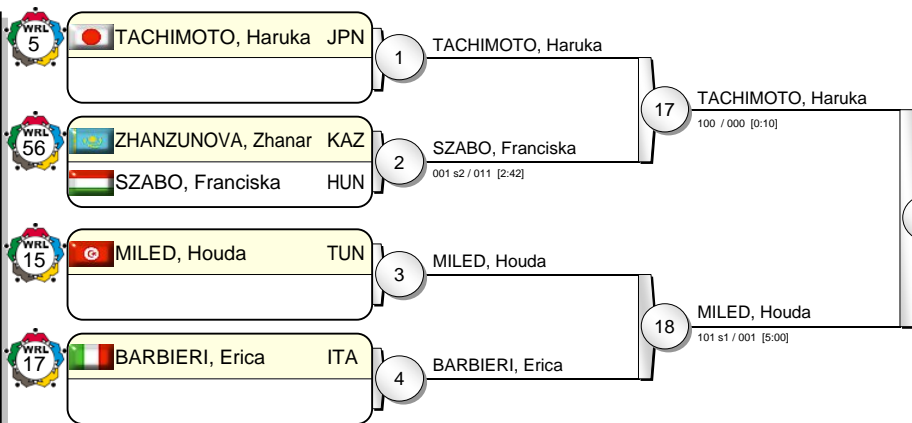 WRL
5
TACHIMOTO, Haruka JPN
1
TACHIMOTO, Haruka
WRL
56
ZHANZUNOVA, Zhanar KAZ
SZABO, Franciska HUN
2
SZABO, Franciska
001 s2 / 011 [2:42]
17
TACHIMOTO, Haruka
100 / 000 [0:10]
WRL
15
MILED, Houda TUN
3
MILED, Houda
WRL
17
BARBIERI, Erica ITA
4
BARBIERI, Erica
18
MILED, Houda
101 s1 / 001 [5:00]